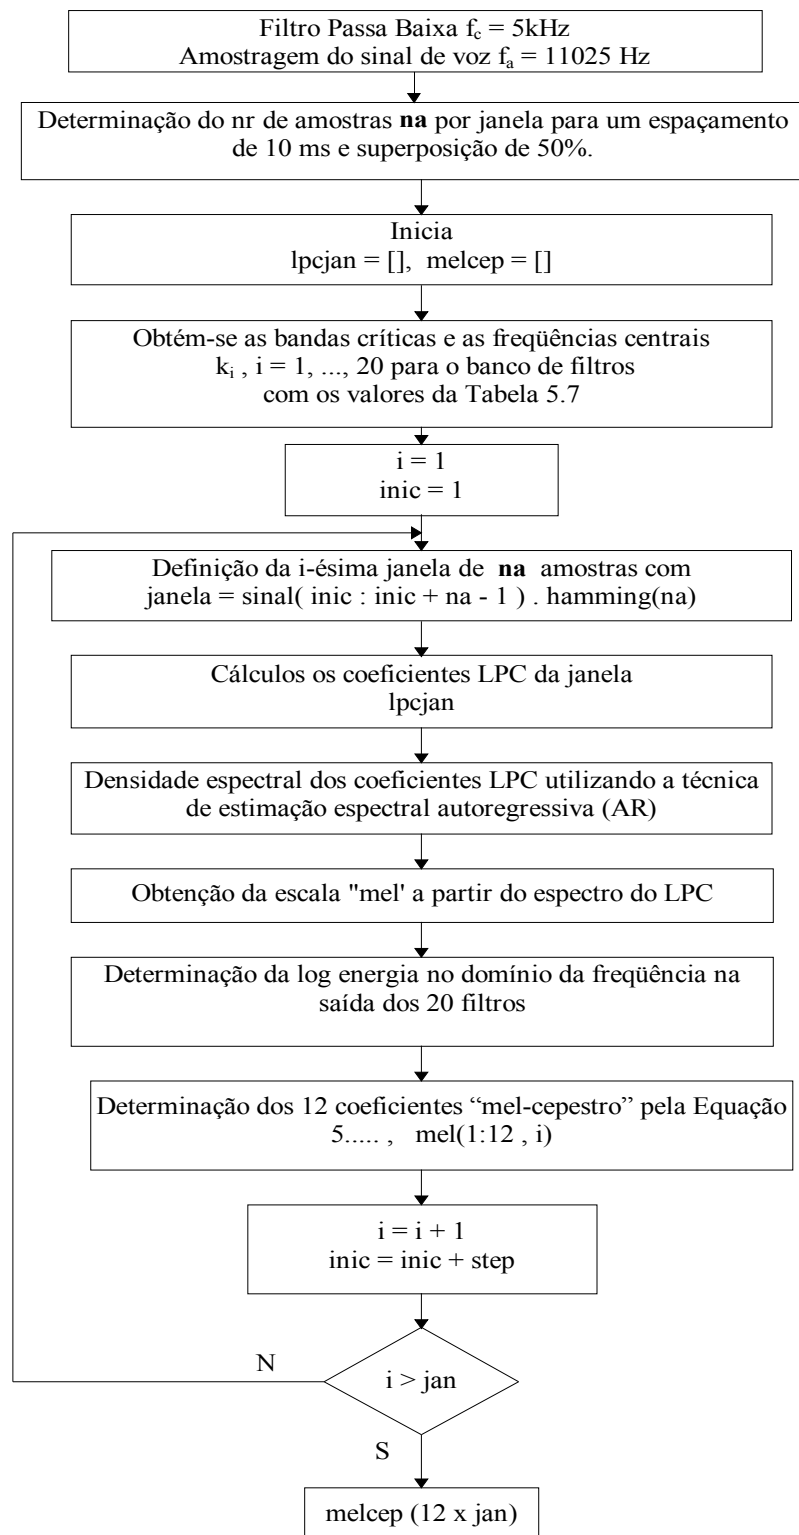 Filtro Passa Baixa fc = 5kHz
Amostragem do sinal de voz fa = 11025 Hz
Determinação do nr de amostras na por janela para um espaçamento
de 10 ms e superposição de 50%.
Inicia
lpcjan = [], melcep = []
Obtém-se as bandas críticas e as freqüências centrais
ki , i = 1, ..., 20 para o banco de filtros
com os valores da Tabela 5.7
i = 1
inic = 1
Definição da i-ésima janela de na amostras com
janela = sinal( inic : inic + na - 1 ) . hamming(na)
Cálculos os coeficientes LPC da janela
lpcjan
Densidade espectral dos coeficientes LPC utilizando a técnica
de estimação espectral autoregressiva (AR)
Obtenção da escala "mel' a partir do espectro do LPC
Determinação da log energia no domínio da freqüência na
saída dos 20 filtros
Determinação dos 12 coeficientes “mel-cepestro” pela Equação
5..... , mel(1:12 , i)
i = i + 1
inic = inic + step
N
i > jan
S
melcep (12 x jan)